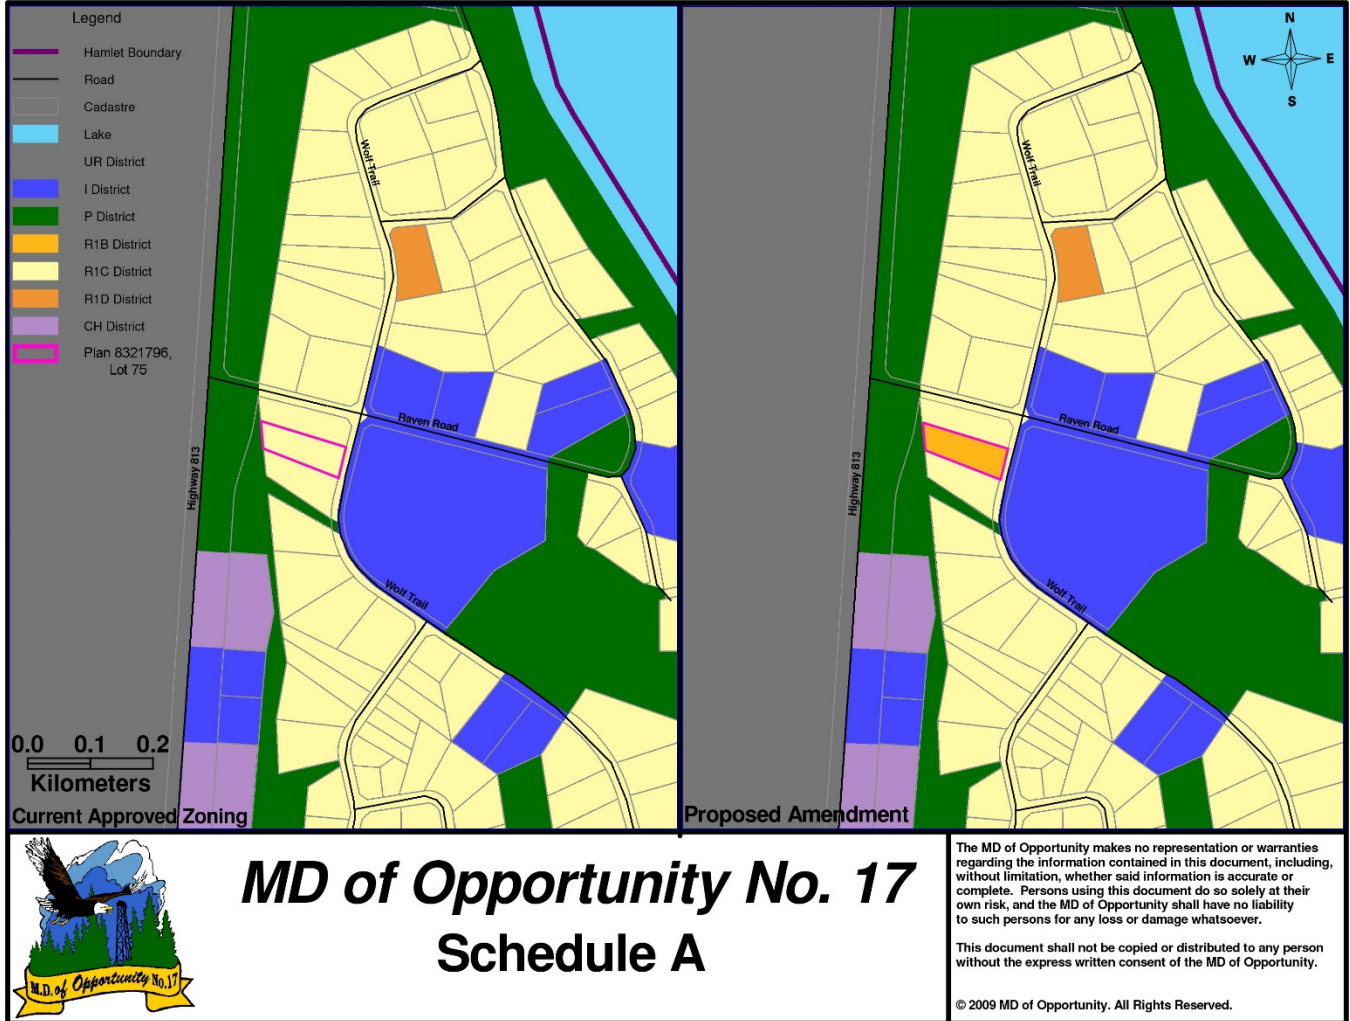 Legend
Hamlet Boundary
Road
Cadastre
Lake
UR District
I District
P District
R1B District
R1C District
R1D District
CH District
Plan 8321796,
Lot 75
Wolf Trail
Raven Road
Highway 813
Wolf Trail
0.0 0.1 0.2
Kilometers
Current Approved Zoning
N
W E
S
Wolf Trail
Raven Road
Highway 813
Wolf Trail
Proposed Amendment
M.D. of Opportunity No.17
MD of Opportunity No. 17
Schedule A
The MD of Opportunity makes no representation or warranties
regarding the information contained in this document, including,
without limitation, whether said information is accurate or
complete. Persons using this document do so solely at their
own risk, and the MD of Opportunity shall have no liability
to such persons for any loss or damage whatsoever.
This document shall not be copied or distributed to any person
without the express written consent of the MD of Opportunity.
© 2009 MD of Opportunity. All Rights Reserved.